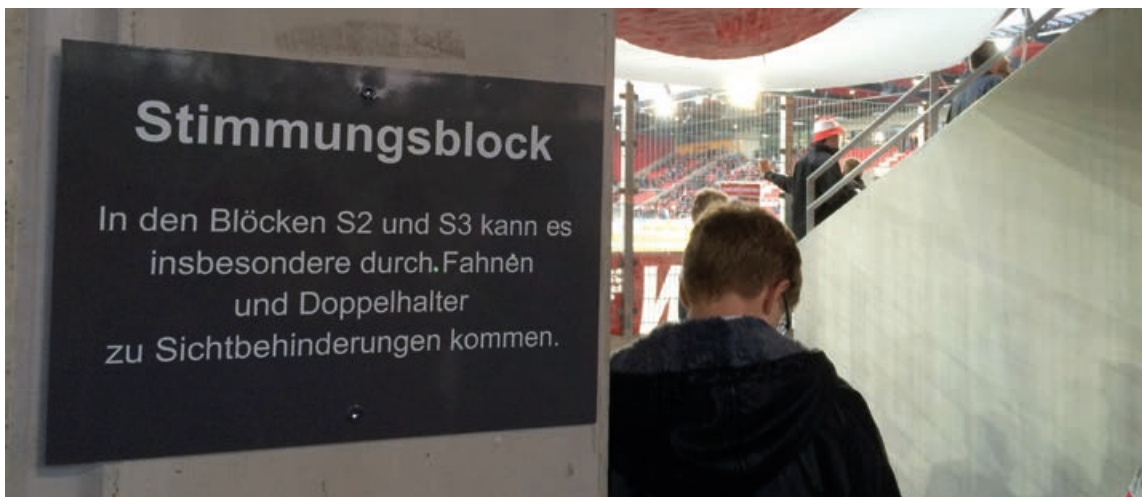 Stimmungsblock
In den Blöcken S2 und S3 kann es
insbesondere durch Fahnen
und Doppelhalter
zu Sichtbehinderungen kommen.